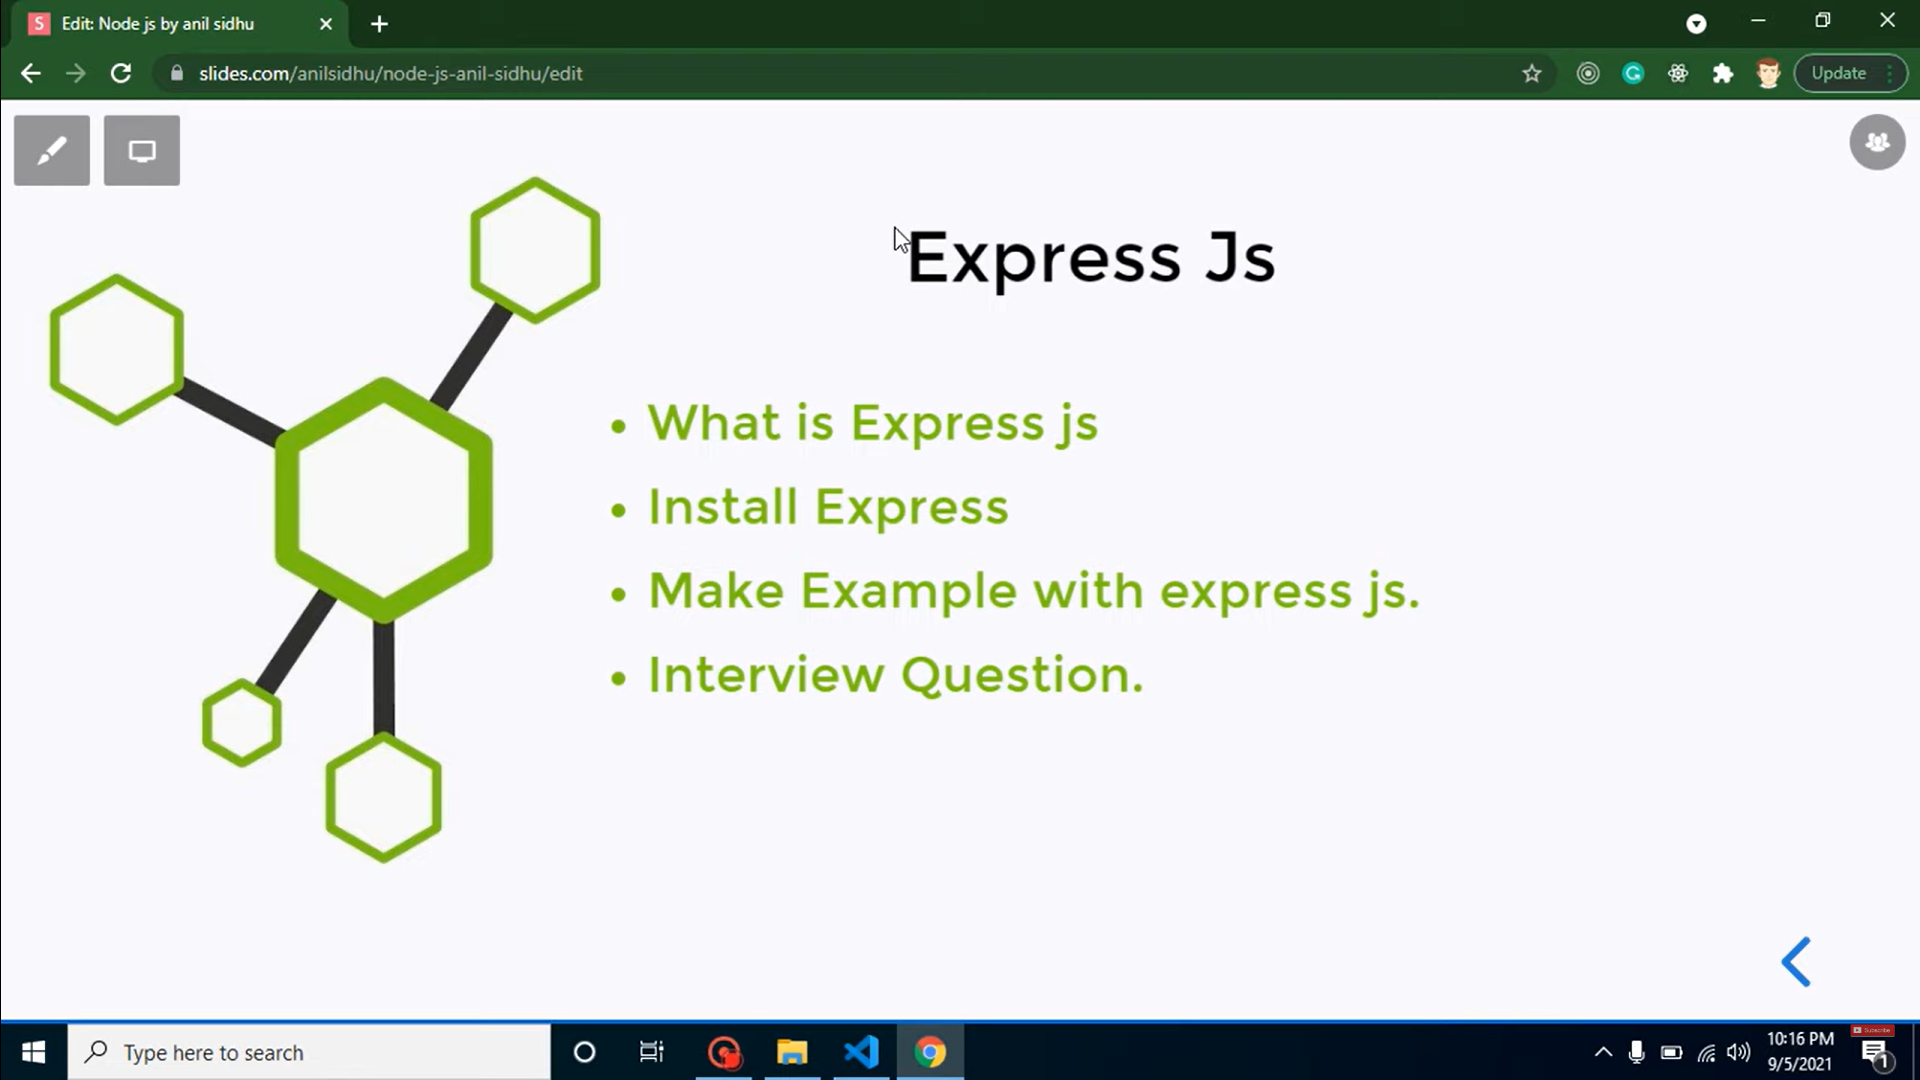 S Edit: Node js by anil sidhu
slides.com/anilsidhu/node-js-anil-sidhu/edit
Update
Express Js
• What is Express js
• Install Express
• Make Example with express js.
• Interview Question.
Type here to search
Subscribe
10:16 PM
9/5/2021
1